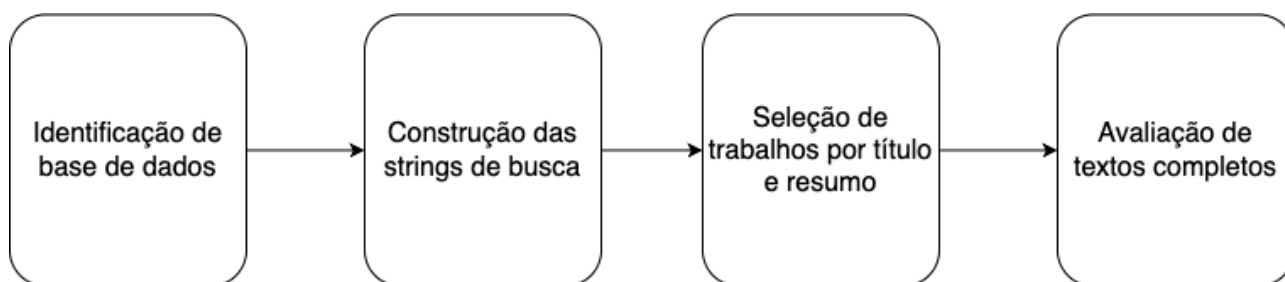 Identificação de
base de dados
Construção das
strings de busca
Seleção de
trabalhos por título
e resumo
Avaliação de
textos completos